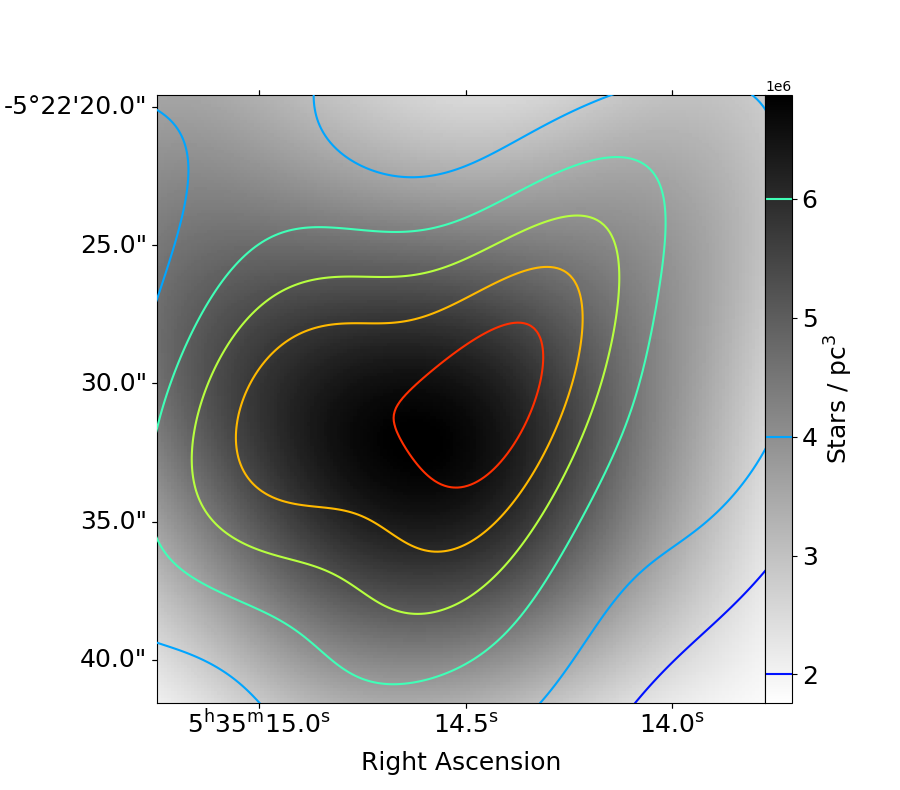 1e6
-5°22'20.0"
25.0"
30.0"
35.0"
40.0"
6
5
4
3
2
Stars / pc³
5ʰ35ᵐ15.0ˢ 14.5ˢ 14.0ˢ
Right Ascension